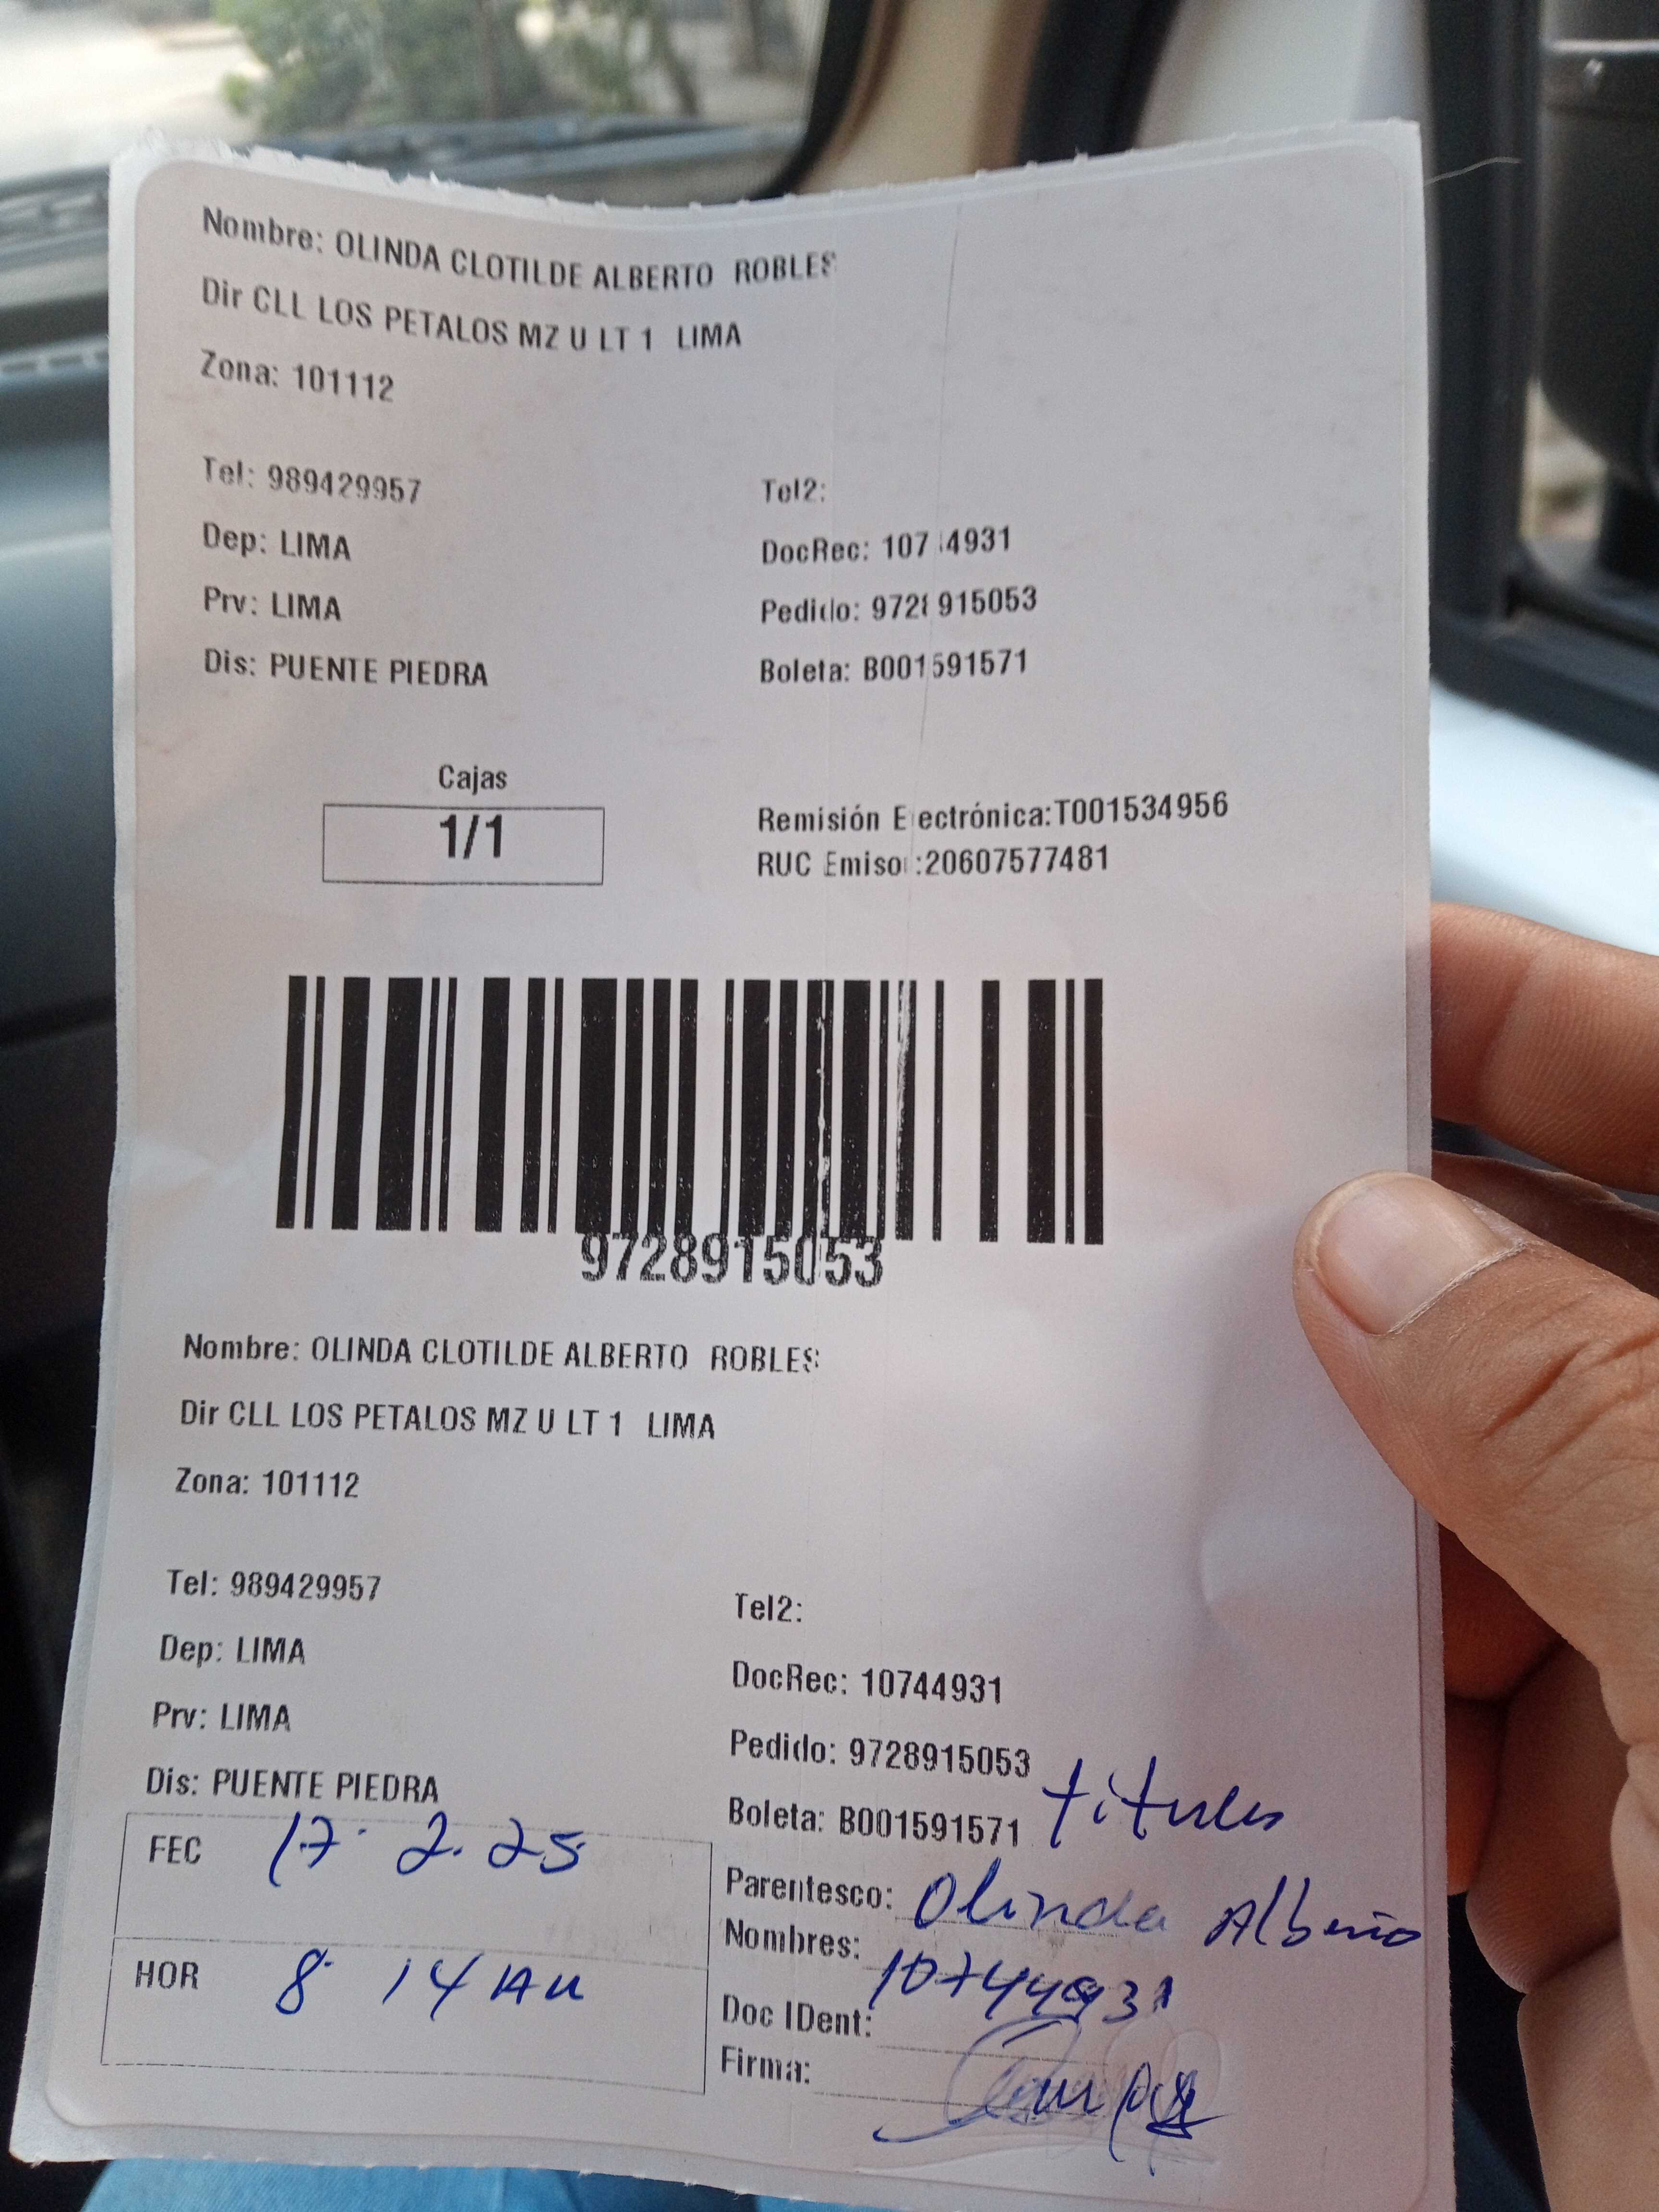 Nombre: OLINDA CLOTILDE ALBERTO ROBLES
Dir CLL LOS PETALOS MZ U LT 1 LIMA
Zona: 101112
Tel: 989429957
Tel2:
Dep: LIMA
DocRec: 107 4931
Prv: LIMA
Pedido: 9728915053
Dis: PUENTE PIEDRA
Boleta: B001591571
Cajas
1/1
Remisión Electrónica:T001534956
RUC Emisor:20607577481
9728915053
Nombre: OLINDA CLOTILDE ALBERTO ROBLES
Dir CLL LOS PETALOS MZ U LT 1 LIMA
Zona: 101112
Tel: 989429957
Tel2:
Dep: LIMA
DocRec: 10744931
Prv: LIMA
Pedido: 9728915053
Dis: PUENTE PIEDRA
Boleta: B001591571
FEC 17. 2. 25
Parentesco: Olinda
Nombres: 10744931
HOR 8. 14 AM
Doc IDent:
Firma: